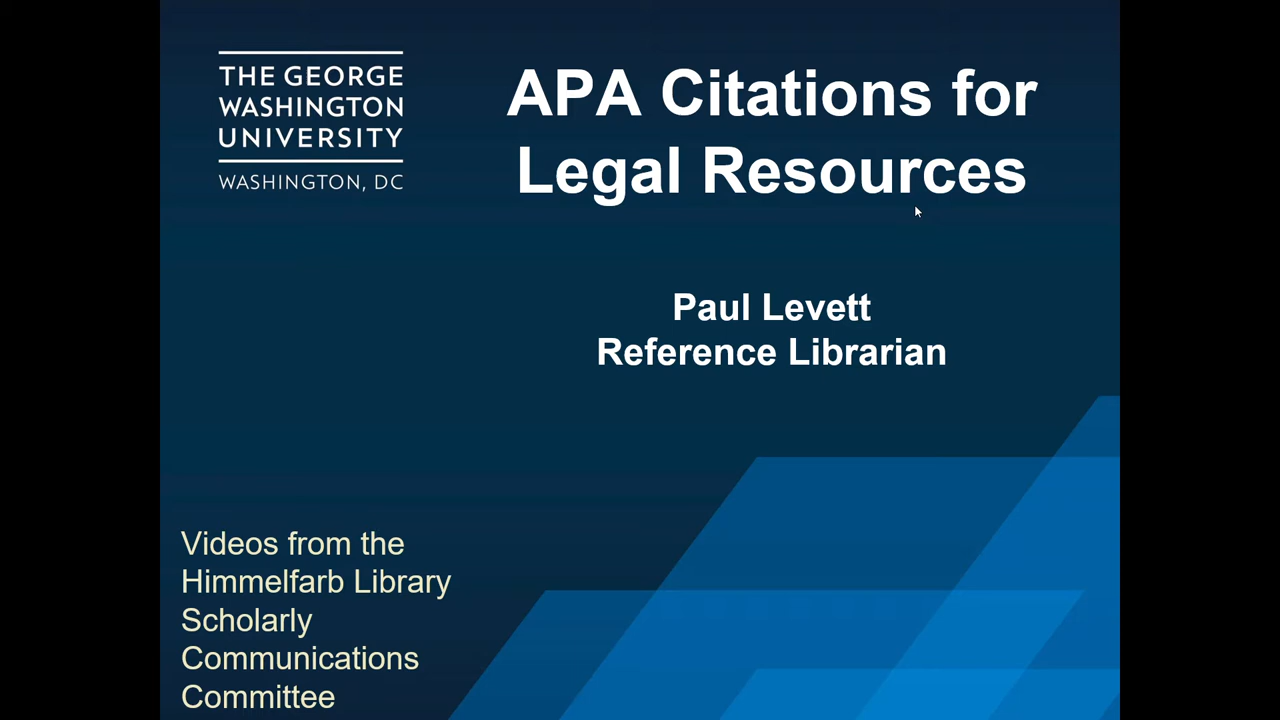 THE GEORGE
WASHINGTON
UNIVERSITY
WASHINGTON, DC
APA Citations for
Legal Resources
Paul Levett
Reference Librarian
Videos from the
Himmelfarb Library
Scholarly
Communications
Committee